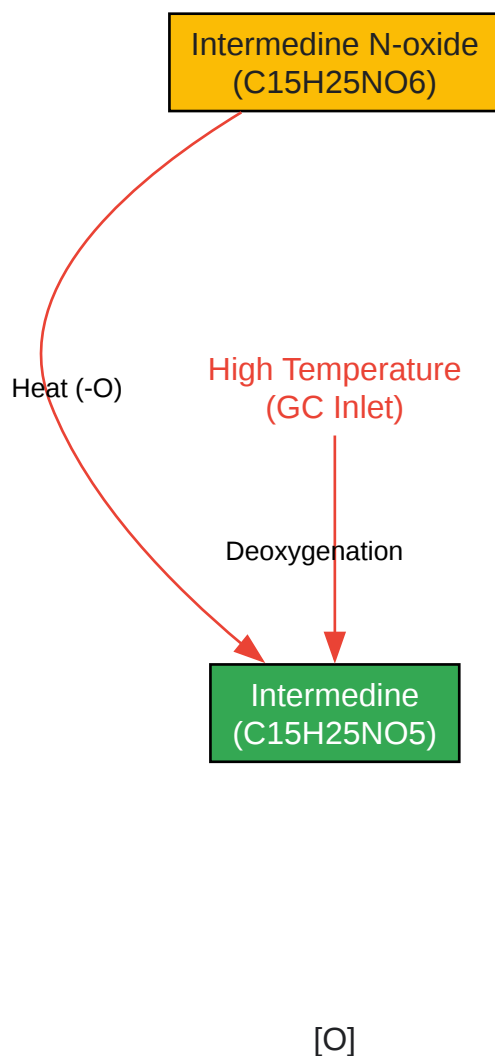 Intermedine N-oxide
(C15H25NO6)
High Temperature
(GC Inlet)
Heat (-O)
Deoxygenation
Intermedine
(C15H25NO5)
[O]